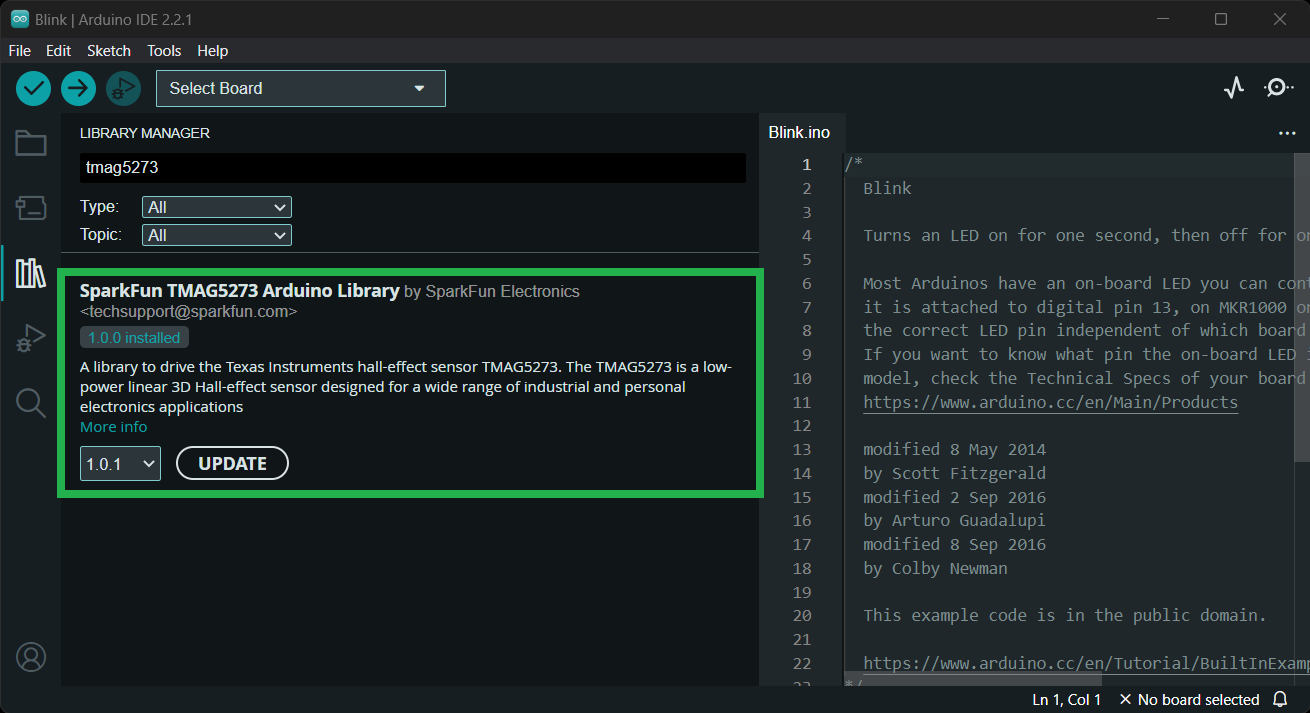 Blink | Arduino IDE 2.2.1
File Edit Sketch Tools Help
Select Board
LIBRARY MANAGER
tmag5273
Type: All
Topic: All
SparkFun TMAG5273 Arduino Library by SparkFun Electronics
<techsupport@sparkfun.com>
1.0.0 installed
A library to drive the Texas Instruments hall-effect sensor TMAG5273. The TMAG5273 is a low-
power linear 3D Hall-effect sensor designed for a wide range of industrial and personal
electronics applications
More info
1.0.1 UPDATE
Blink.ino
1 /*
2 Blink
3
4 Turns an LED on for one second, then off for
5
6 Most Arduinos have an on-board LED you can
7 it is attached to digital pin 13, on MKR1000
8 the correct LED pin independent of which board
9 If you want to know what pin the on-board LED
10 model, check the Technical Specs of your board
11 https://www.arduino.cc/en/Main/Products
12
13 modified 8 May 2014
14 by Scott Fitzgerald
15 modified 2 Sep 2016
16 by Arturo Guadalupi
17 modified 8 Sep 2016
18 by Colby Newman
19
20 This example code is in the public domain.
21
22 https://www.arduino.cc/en/Tutorial/BuiltInExamp
23 */
Ln 1, Col 1 No board selected